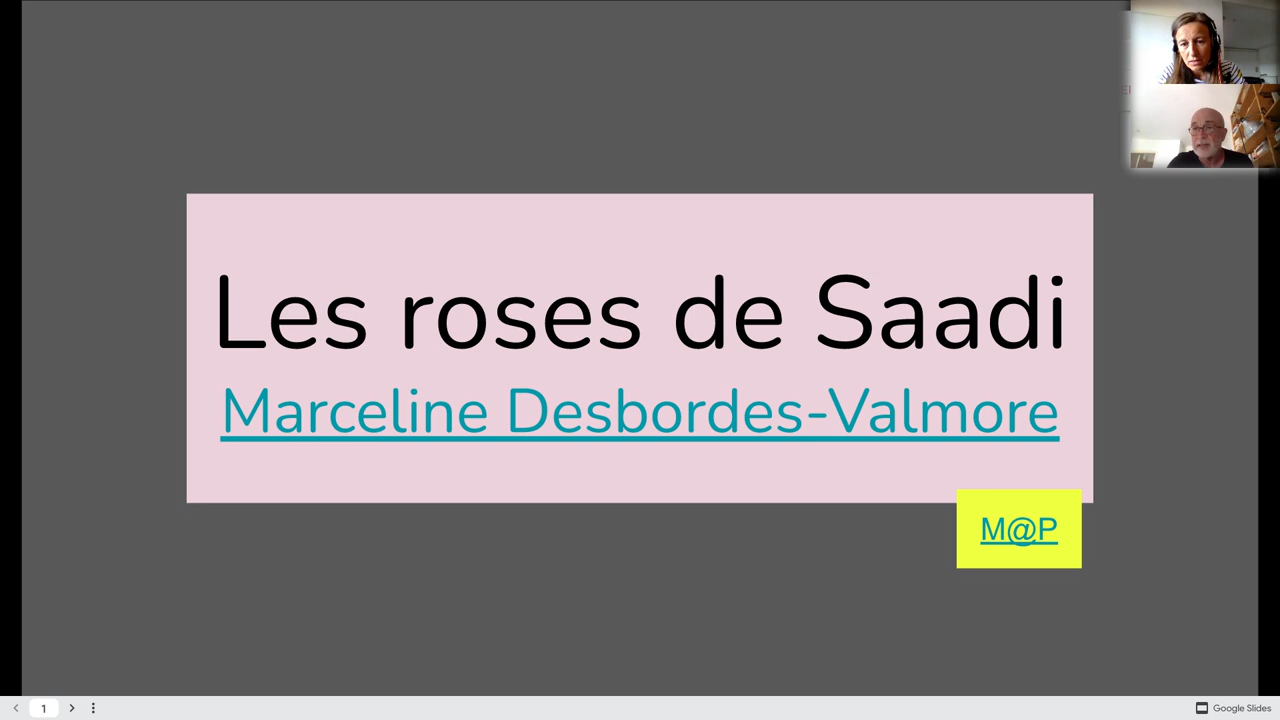 Les roses de Saadi
Marceline Desbordes-Valmore
M@P
1
Google Slides